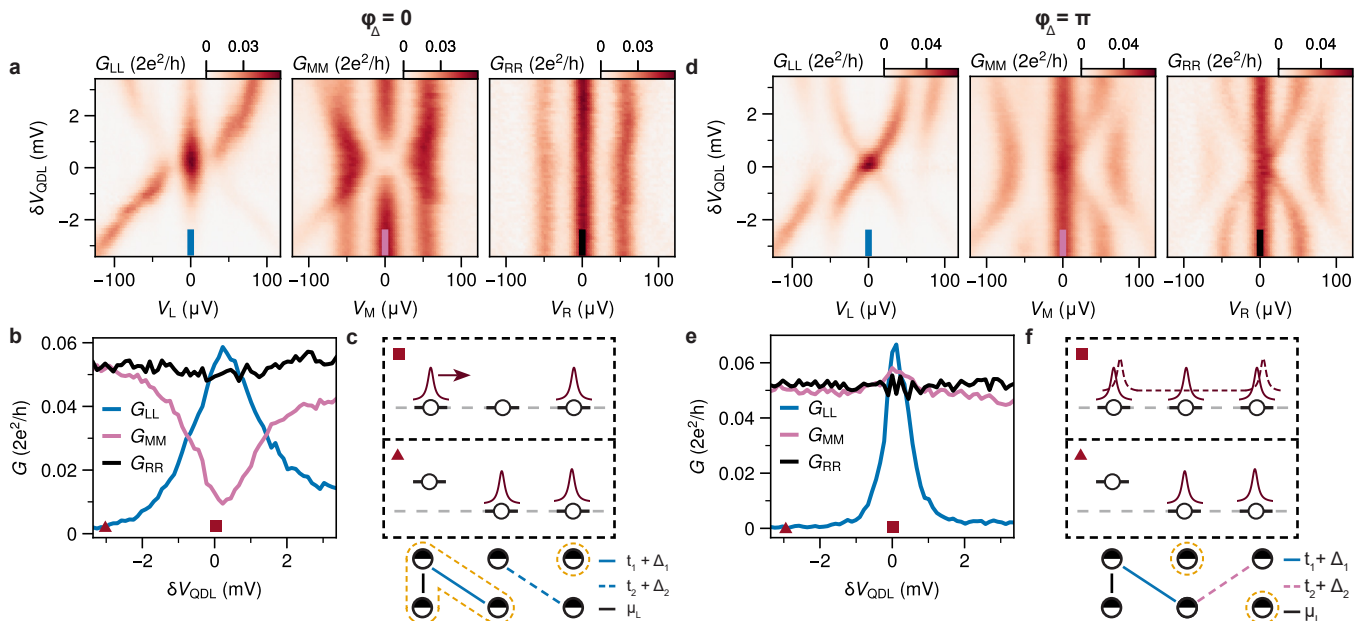 φΔ = 0
φΔ = π
a
GLL (2e²/h)
0 0.03
GMM (2e²/h)
0 0.03
GRR (2e²/h)
0 0.03
δVQDL (mV)
2
0
−2
−100 0 100
−100 0 100
−100 0 100
VL (µV)
VM (µV)
VR (µV)
d
GLL (2e²/h)
0 0.04
GMM (2e²/h)
0 0.04
GRR (2e²/h)
0 0.04
δVQDL (mV)
2
0
−2
−100 0 100
−100 0 100
−100 0 100
VL (µV)
VM (µV)
VR (µV)
b
G (2e²/h)
0.06
0.04
0.02
0
GLL
GMM
GRR
−2 0 2
δVQDL (mV)
c
t1 + Δ1
t2 + Δ2
µL
e
G (2e²/h)
0.06
0.04
0.02
0
GLL
GMM
GRR
−2 0 2
δVQDL (mV)
f
t1 + Δ1
t2 + Δ2
µL